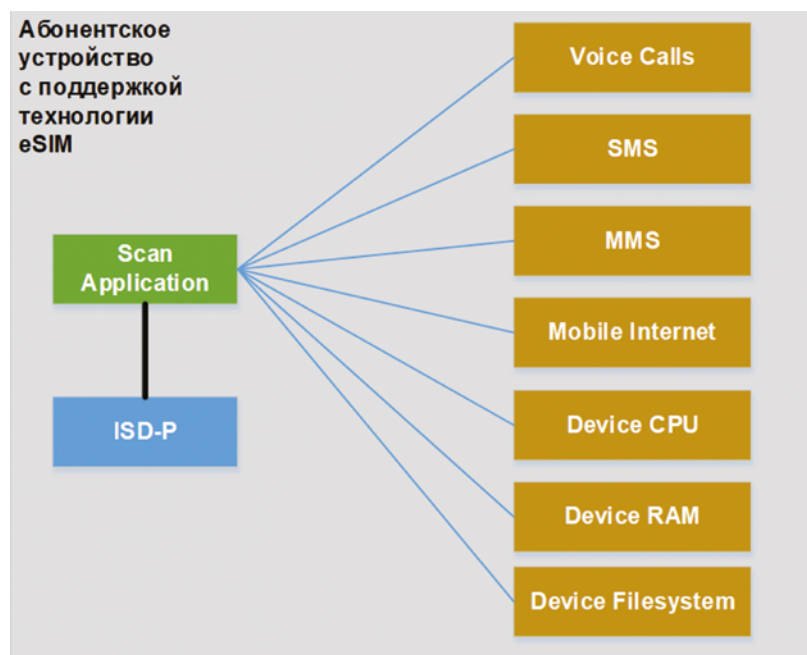 Абонентское
устройство
с поддержкой
технологии
eSIM
Voice Calls
SMS
MMS
Scan
Application
Mobile Internet
ISD-P
Device CPU
Device RAM
Device Filesystem